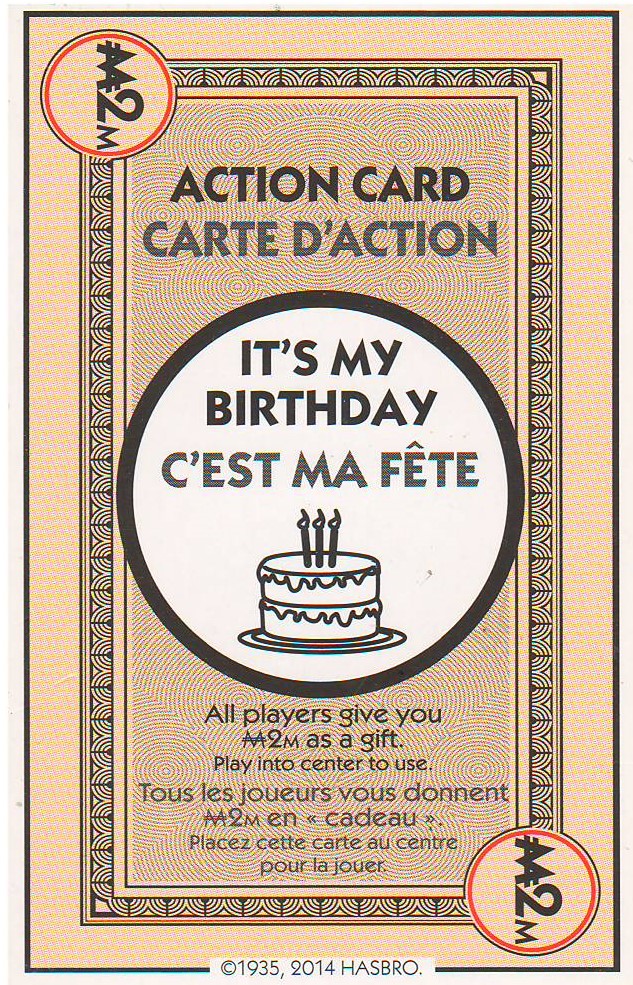 ₩2M
ACTION CARD
CARTE D'ACTION
IT'S MY
BIRTHDAY
C'EST MA FÊTE
All players give you
₩2M as a gift.
Play into center to use.
Tous les joueurs vous donnent
₩2M en « cadeau ».
Placez cette carte au centre
pour la jouer.
₩2M
©1935, 2014 HASBRO.